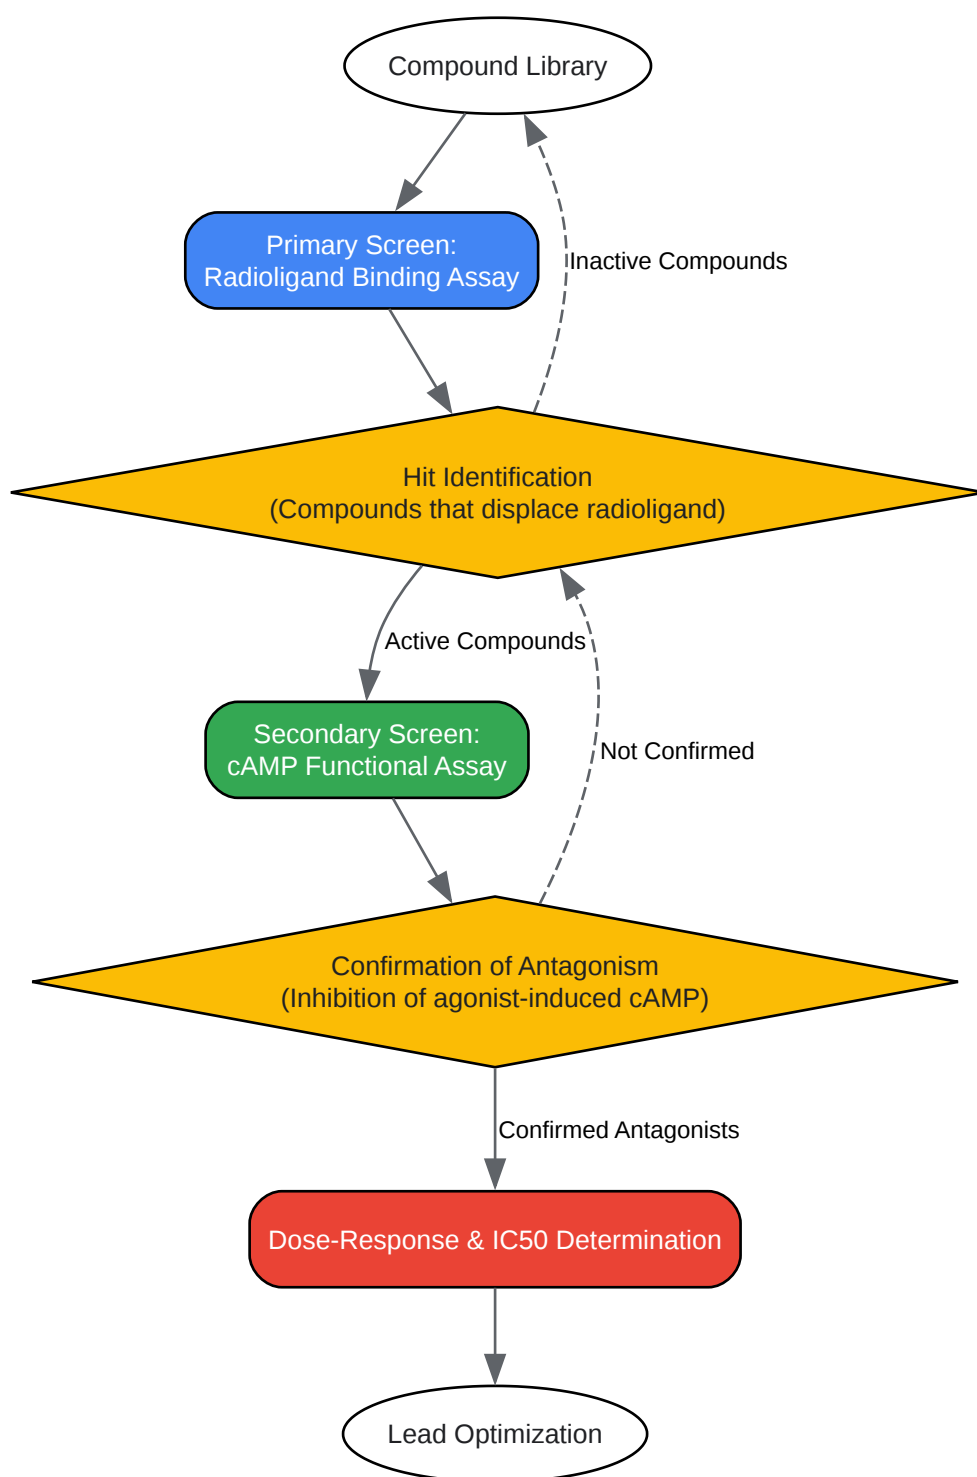 Compound Library
Primary Screen:
Radioligand Binding Assay
Inactive Compounds
Hit Identification
(Compounds that displace radioligand)
Active Compounds
Secondary Screen:
cAMP Functional Assay
Not Confirmed
Confirmation of Antagonism
(Inhibition of agonist-induced cAMP)
Confirmed Antagonists
Dose-Response & IC50 Determination
Lead Optimization